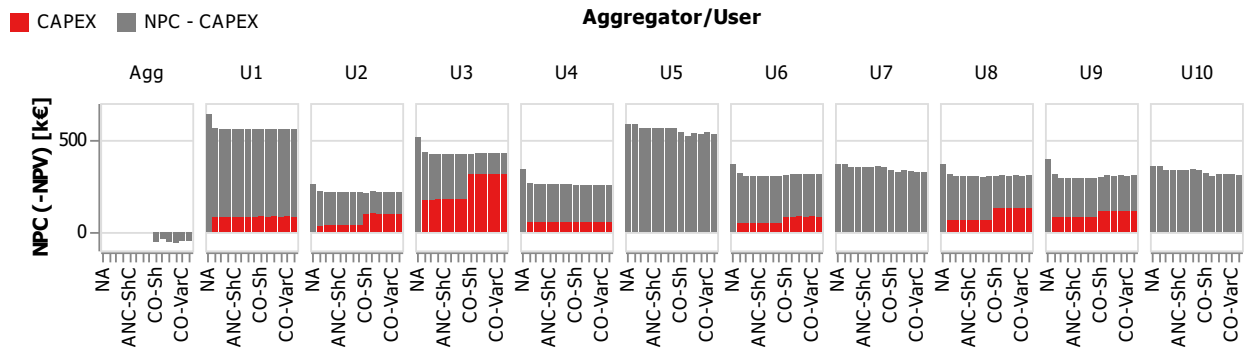 CAPEX NPC - CAPEX
Aggregator/User
Agg U1 U2 U3 U4 U5 U6 U7 U8 U9 U10
NPC (-NPV) [k€]
500
0
NA ANC-ShC CO-Sh CO-VarC NA ANC-ShC CO-Sh CO-VarC NA ANC-ShC CO-Sh CO-VarC NA ANC-ShC CO-Sh CO-VarC NA ANC-ShC CO-Sh CO-VarC NA ANC-ShC CO-Sh CO-VarC NA ANC-ShC CO-Sh CO-VarC NA ANC-ShC CO-Sh CO-VarC NA ANC-ShC CO-Sh CO-VarC NA ANC-ShC CO-Sh CO-VarC NA ANC-ShC CO-Sh CO-VarC